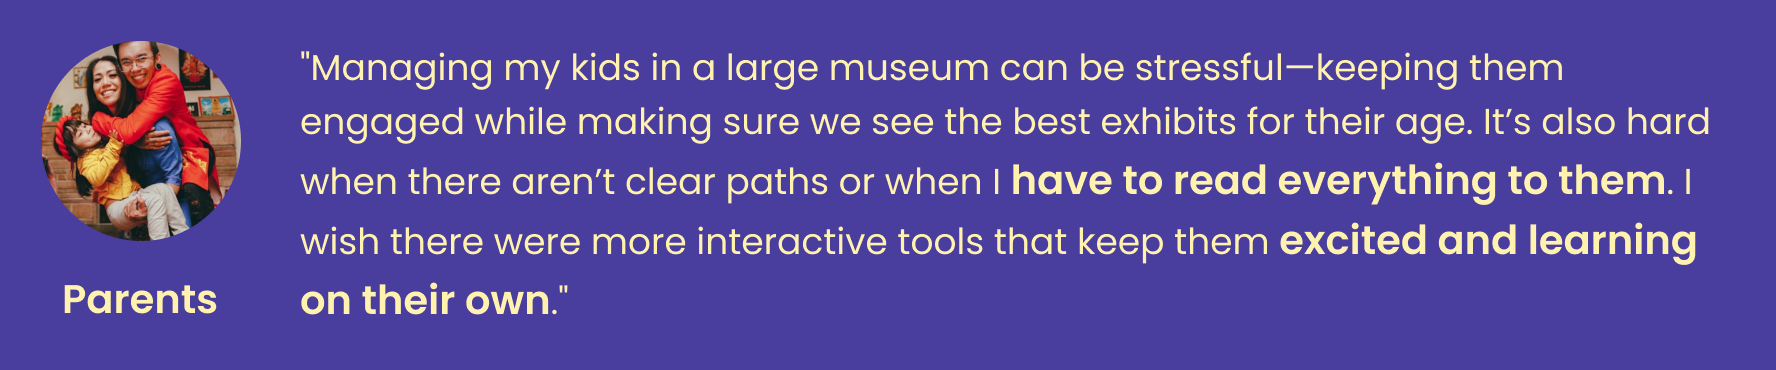 "Managing my kids in a large museum can be stressful—keeping them
engaged while making sure we see the best exhibits for their age. It’s also hard
when there aren’t clear paths or when I have to read everything to them. I
wish there were more interactive tools that keep them excited and learning
on their own."
Parents